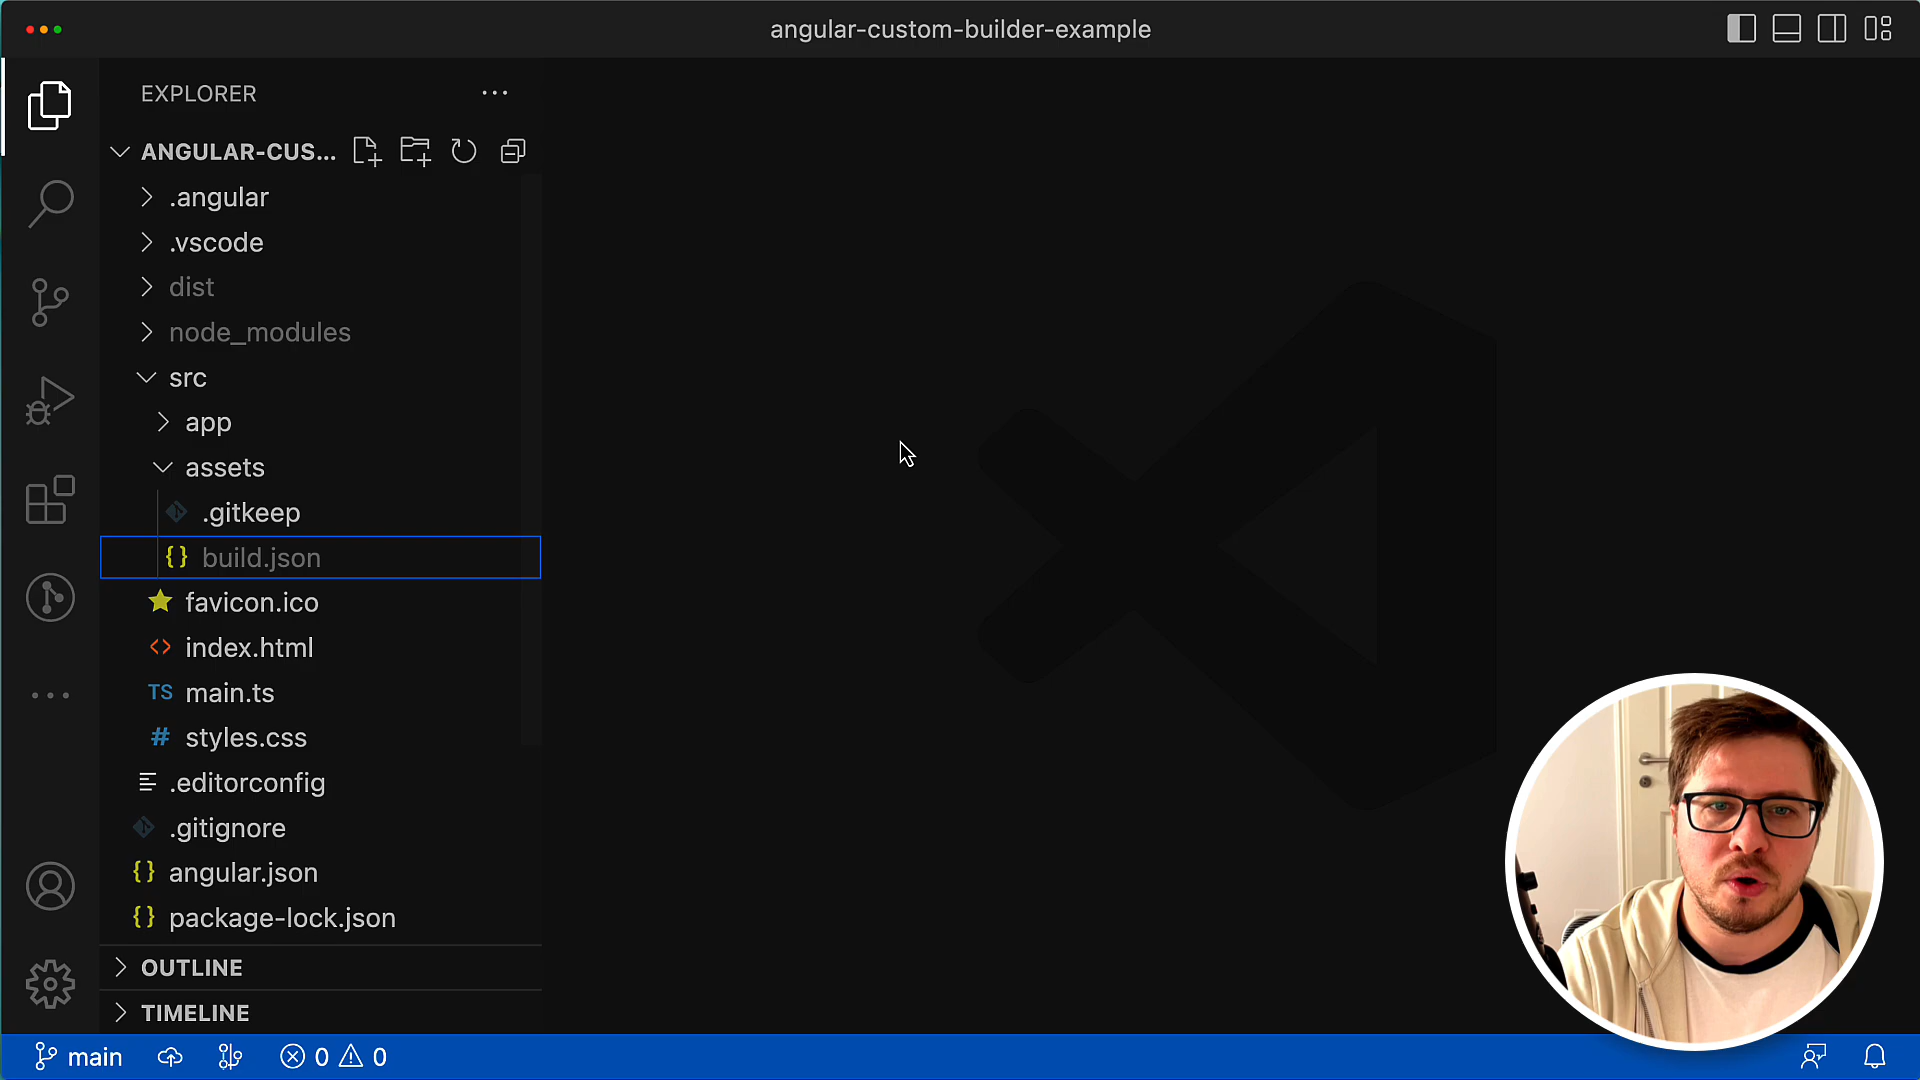 angular-custom-builder-example
EXPLORER
ANGULAR-CUS...
.angular
.vscode
dist
node_modules
src
app
assets
.gitkeep
{} build.json
favicon.ico
<> index.html
TS main.ts
# styles.css
.editorconfig
.gitignore
{} angular.json
{} package-lock.json
OUTLINE
TIMELINE
main 0 0